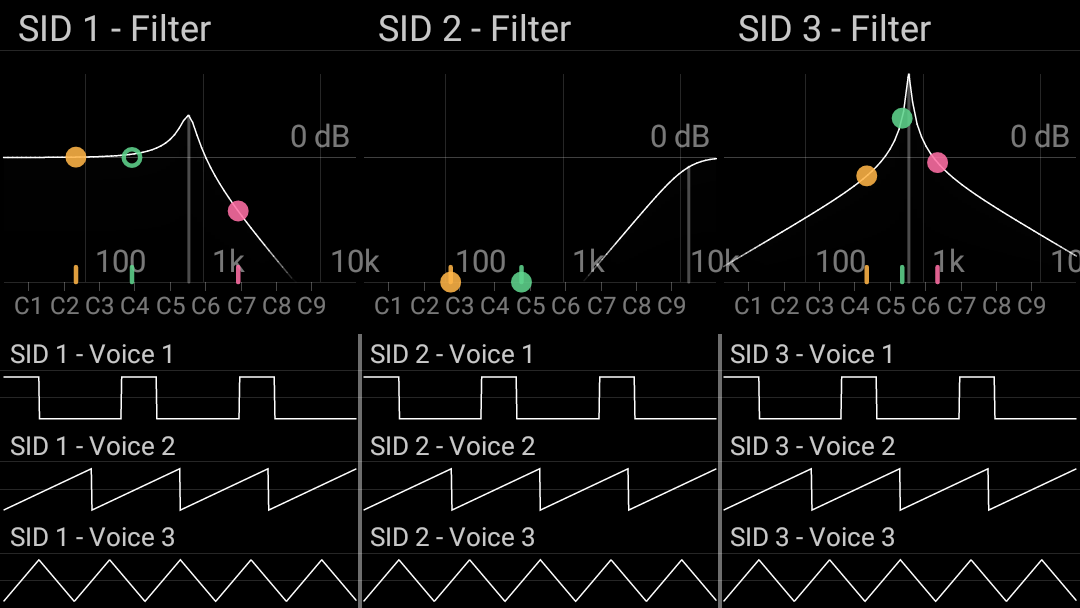 SID 1 - Filter
0 dB
100 1k 10k
C1 C2 C3 C4 C5 C6 C7 C8 C9
SID 2 - Filter
0 dB
100 1k 10k
C1 C2 C3 C4 C5 C6 C7 C8 C9
SID 3 - Filter
0 dB
100 1k 10
C1 C2 C3 C4 C5 C6 C7 C8 C9
SID 1 - Voice 1
SID 1 - Voice 2
SID 1 - Voice 3
SID 2 - Voice 1
SID 2 - Voice 2
SID 2 - Voice 3
SID 3 - Voice 1
SID 3 - Voice 2
SID 3 - Voice 3